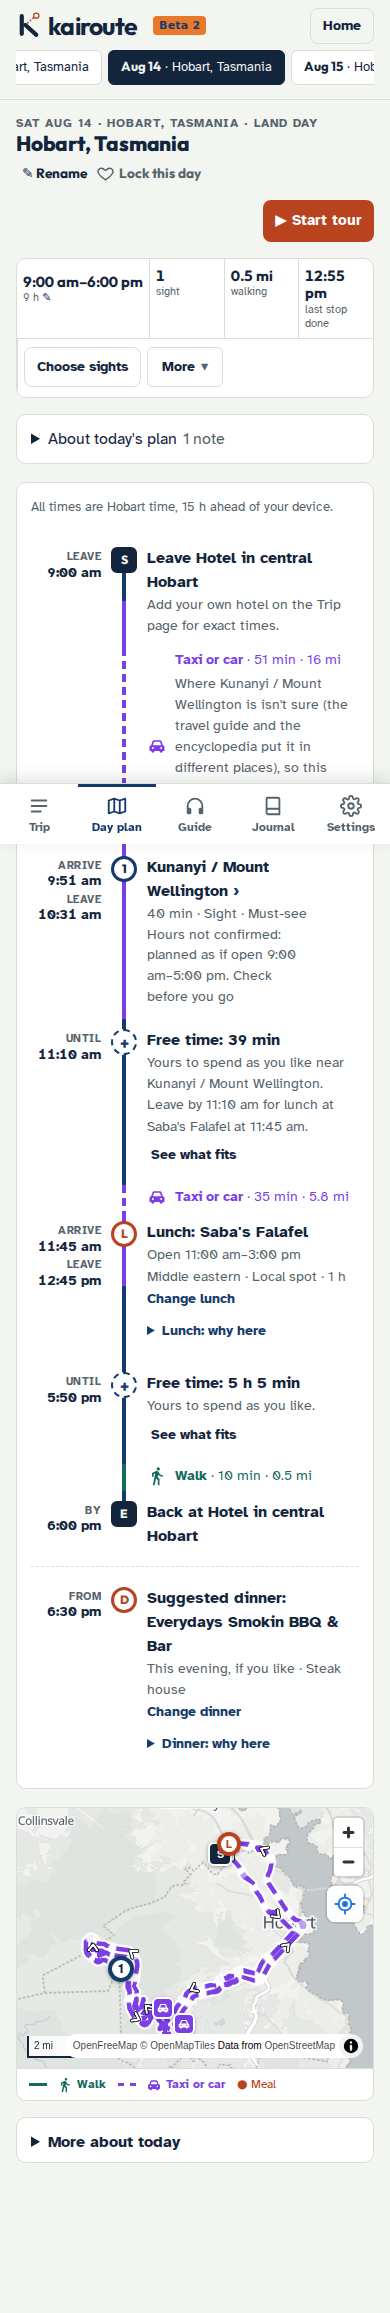 kairoute Beta 2 Home
rt, Tasmania Aug 14 · Hobart, Tasmania Aug 15 · Hob
SAT AUG 14 · HOBART, TASMANIA · LAND DAY
Hobart, Tasmania
✎ Rename Lock this day
▶ Start tour
9:00 am–6:00 pm
9 h ✎
1
sight
0.5 mi
walking
12:55
pm
last stop
done
Choose sights More ▼
▶ About today's plan 1 note
All times are Hobart time, 15 h ahead of your device.
LEAVE
9:00 am
S
Leave Hotel in central
Hobart
Add your own hotel on the Trip
page for exact times.
Taxi or car · 51 min · 16 mi
Where Kunanyi / Mount
Wellington is isn't sure (the
travel guide and the
encyclopedia put it in
different places), so this
Trip Day plan Guide Journal Settings
ARRIVE
9:51 am
LEAVE
10:31 am
1
Kunanyi / Mount
Wellington ›
40 min · Sight · Must-see
Hours not confirmed:
planned as if open 9:00
am–5:00 pm. Check
before you go
UNTIL
11:10 am
+
Free time: 39 min
Yours to spend as you like near
Kunanyi / Mount Wellington.
Leave by 11:10 am for lunch at
Saba's Falafel at 11:45 am.
See what fits
Taxi or car · 35 min · 5.8 mi
ARRIVE
11:45 am
LEAVE
12:45 pm
L
Lunch: Saba's Falafel
Open 11:00 am–3:00 pm
Middle eastern · Local spot · 1 h
Change lunch
▶ Lunch: why here
UNTIL
5:50 pm
+
Free time: 5 h 5 min
Yours to spend as you like.
See what fits
Walk · 10 min · 0.5 mi
BY
6:00 pm
E
Back at Hotel in central
Hobart
FROM
6:30 pm
D
Suggested dinner:
Everydays Smokin BBQ &
Bar
This evening, if you like · Steak
house
Change dinner
▶ Dinner: why here
Collinsvale
+
−
L
S
1
2 mi OpenFreeMap © OpenMapTiles Data from OpenStreetMap
Walk Taxi or car Meal
▶ More about today